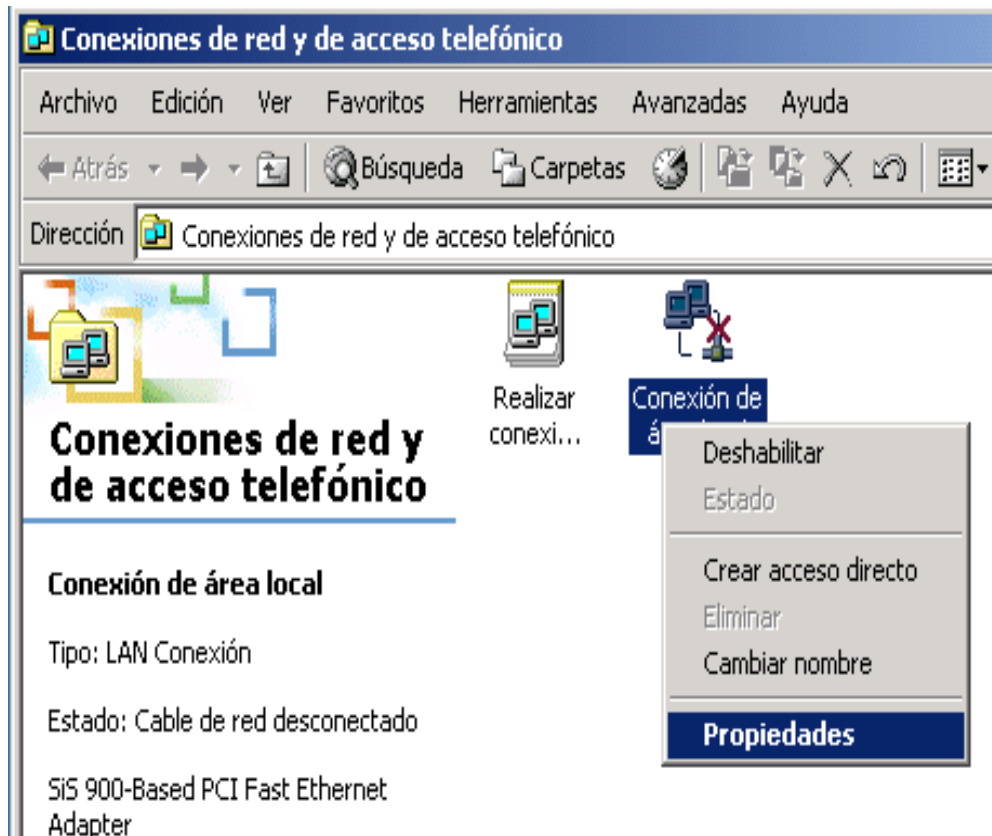 Conexiones de red y de acceso telefónico
Archivo Edición Ver Favoritos Herramientas Avanzadas Ayuda
Atrás Búsqueda Carpetas
Dirección Conexiones de red y de acceso telefónico
Conexiones de red y
de acceso telefónico
Conexión de área local
Tipo: LAN Conexión
Estado: Cable de red desconectado
SiS 900-Based PCI Fast Ethernet
Adapter
Realizar
conexi...
Conexión de
Deshabilitar
Estado
Crear acceso directo
Eliminar
Cambiar nombre
Propiedades